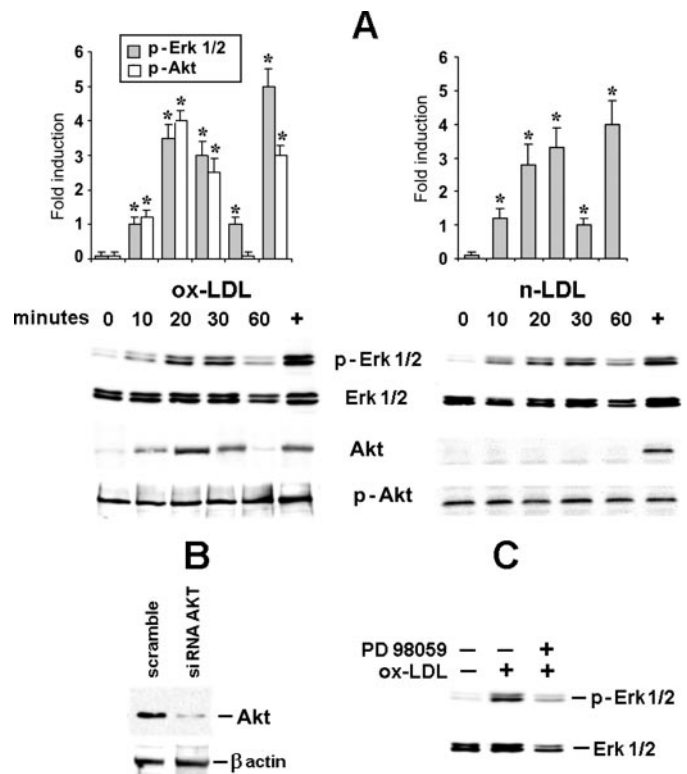 A
p-Erk 1/2
p-Akt
Fold induction
6
5
4
3
2
1
0
* * * * * * * * *
Fold induction
6
5
4
3
2
1
0
* * * * *
ox-LDL
n-LDL
minutes 0 10 20 30 60 +
0 10 20 30 60 +
p-Erk 1/2
Erk 1/2
Akt
p-Akt
B
scramble
siRNA AKT
Akt
β actin
C
PD 98059 – – +
ox-LDL – + +
p-Erk 1/2
Erk 1/2